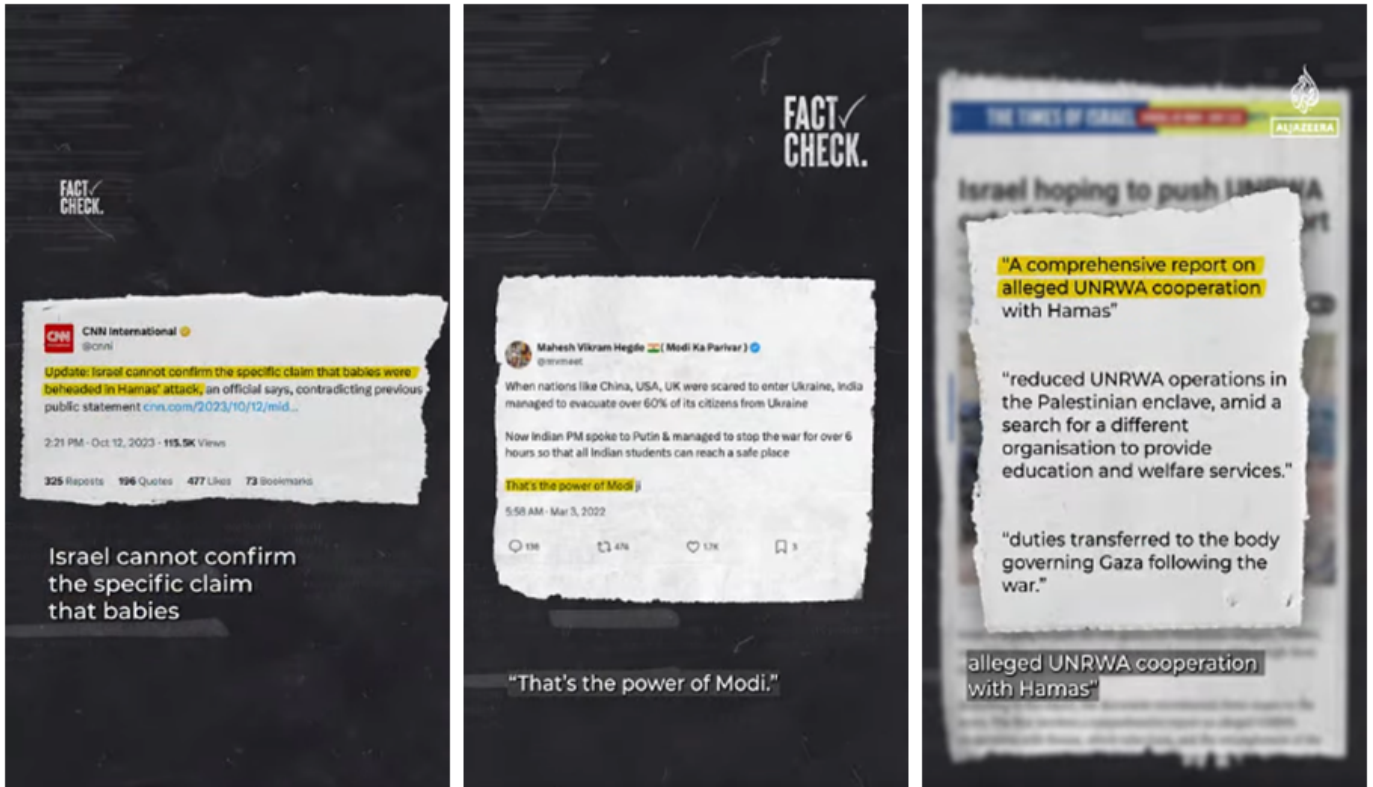 FACT
CHECK.
CNN
CNN International
@cnni
Update: Israel cannot confirm the specific claim that babies were
beheaded in Hamas' attack, an official says, contradicting previous
public statement cnn.com/2023/10/12/mid...
2:21 PM · Oct 12, 2023 · 115.5K Views
325 Reposts 196 Quotes 477 Likes 73 Bookmarks
Israel cannot confirm
the specific claim
that babies
FACT
CHECK.
Mahesh Vikram Hegde (Modi Ka Parivar)
@mvmeet
When nations like China, USA, UK were scared to enter Ukraine, India
managed to evacuate over 60% of its citizens from Ukraine
Now Indian PM spoke to Putin & managed to stop the war for over 6
hours so that all Indian students can reach a safe place
That's the power of Modi ji
5:58 AM · Mar 3, 2022
"That's the power of Modi."
ALJAZEERA
THE TIMES OF ISRAEL
Israel hoping to push UNRWA
"A comprehensive report on
alleged UNRWA cooperation
with Hamas"
"reduced UNRWA operations in
the Palestinian enclave, amid a
search for a different
organisation to provide
education and welfare services."
"duties transferred to the body
governing Gaza following the
war."
alleged UNRWA cooperation
with Hamas"